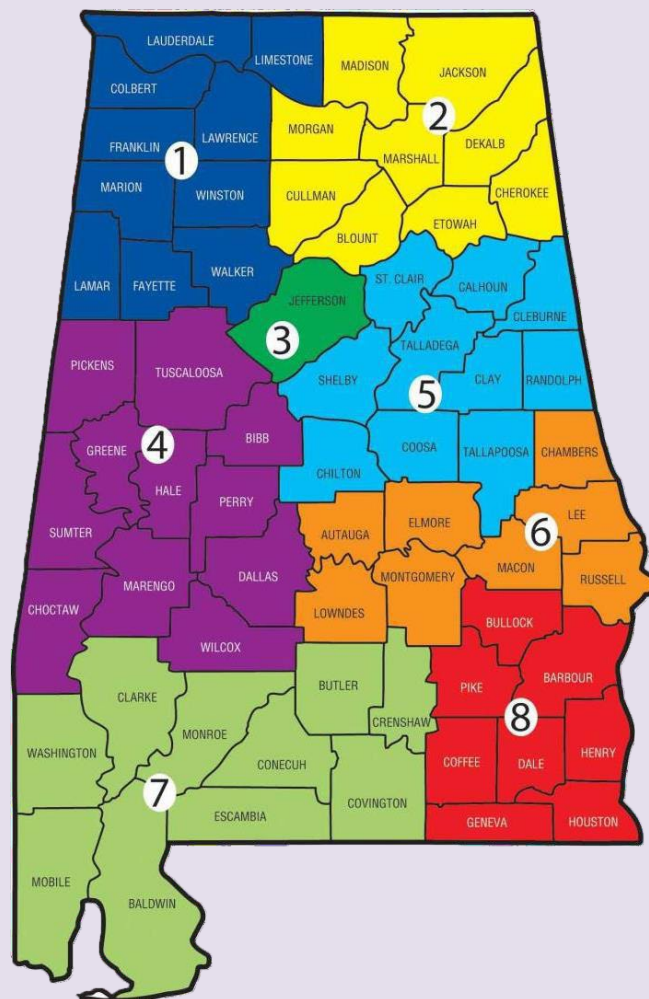 LAUDERDALE
LIMESTONE
MADISON
JACKSON
COLBERT
LAWRENCE
MORGAN
2
FRANKLIN
1
MARSHALL
DEKALB
MARION
WINSTON
CULLMAN
CHEROKEE
BLOUNT
ETOWAH
LAMAR
FAYETTE
WALKER
ST. CLAIR
CALHOUN
JEFFERSON
CLEBURNE
3
TALLADEGA
PICKENS
TUSCALOOSA
SHELBY
5
CLAY
RANDOLPH
GREENE
4
BIBB
COOSA
TALLAPOOSA
CHAMBERS
HALE
CHILTON
PERRY
SUMTER
AUTAUGA
ELMORE
6
LEE
MARENGO
DALLAS
MONTGOMERY
MACON
RUSSELL
CHOCTAW
LOWNDES
BULLOCK
WILCOX
CLARKE
BUTLER
PIKE
BARBOUR
WASHINGTON
MONROE
CRENSHAW
8
CONECUH
COFFEE
DALE
HENRY
7
ESCAMBIA
COVINGTON
GENEVA
HOUSTON
MOBILE
BALDWIN